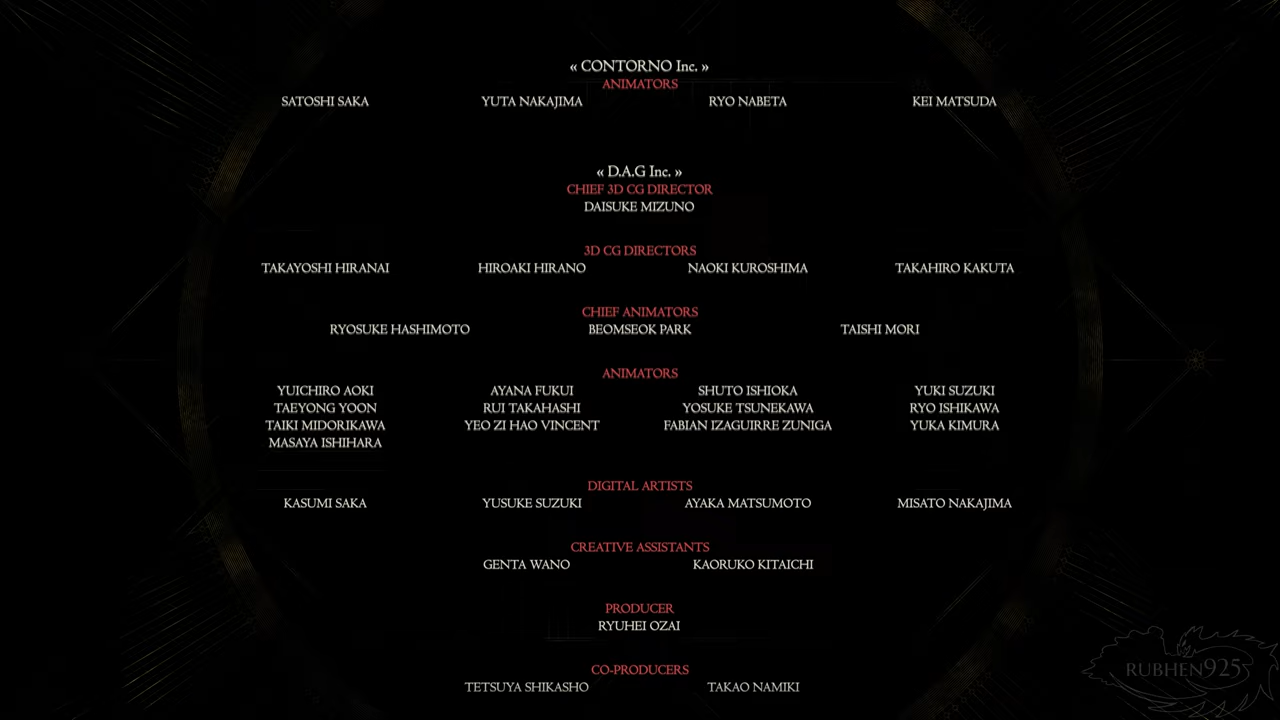 « CONTORNO Inc. »
ANIMATORS
SATOSHI SAKA YUTA NAKAJIMA RYO NABETA KEI MATSUDA
« D.A.G Inc. »
CHIEF 3D CG DIRECTOR
DAISUKE MIZUNO
3D CG DIRECTORS
TAKAYOSHI HIRANAI HIROAKI HIRANO NAOKI KUROSHIMA TAKAHIRO KAKUTA
CHIEF ANIMATORS
RYOSUKE HASHIMOTO BEOMSEOK PARK TAISHI MORI
ANIMATORS
YUICHIRO AOKI AYANA FUKUI SHUTO ISHIOKA YUKI SUZUKI
TAEYONG YOON RUI TAKAHASHI YOSUKE TSUNEKAWA RYO ISHIKAWA
TAIKI MIDORIKAWA YEO ZI HAO VINCENT FABIAN IZAGUIRRE ZUNIGA YUKA KIMURA
MASAYA ISHIHARA
DIGITAL ARTISTS
KASUMI SAKA YUSUKE SUZUKI AYAKA MATSUMOTO MISATO NAKAJIMA
CREATIVE ASSISTANTS
GENTA WANO KAORUKO KITAICHI
PRODUCER
RYUHEI OZAI
CO-PRODUCERS
TETSUYA SHIKASHO TAKAO NAMIKI
RUBHEN925